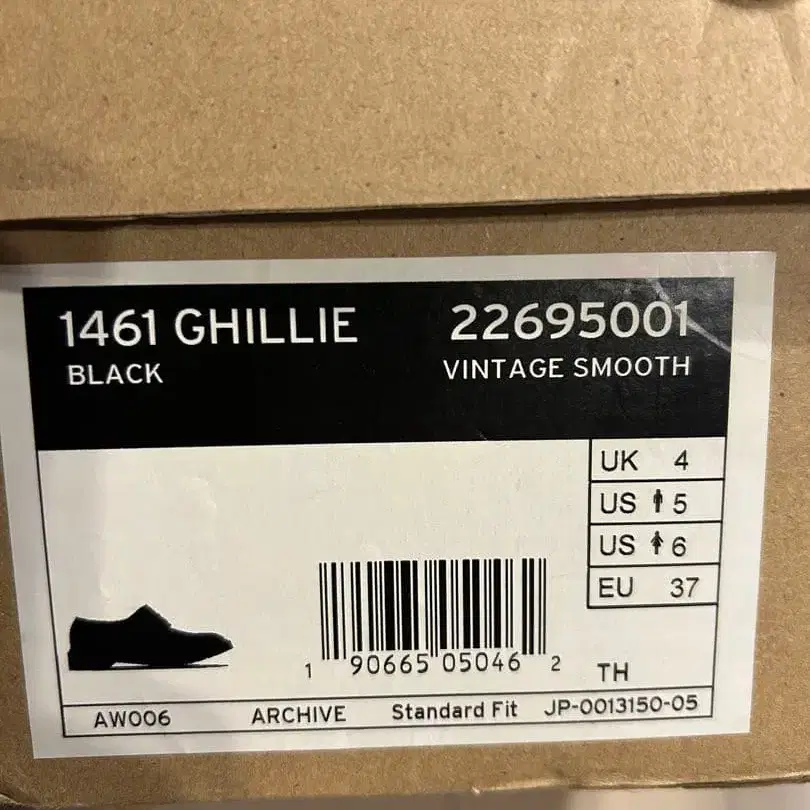 1461 GHILLIE 22695001
BLACK VINTAGE SMOOTH
UK 4
US 5
US 6
EU 37
1 90665 05046 2 TH
AW006 ARCHIVE Standard Fit JP-0013150-05